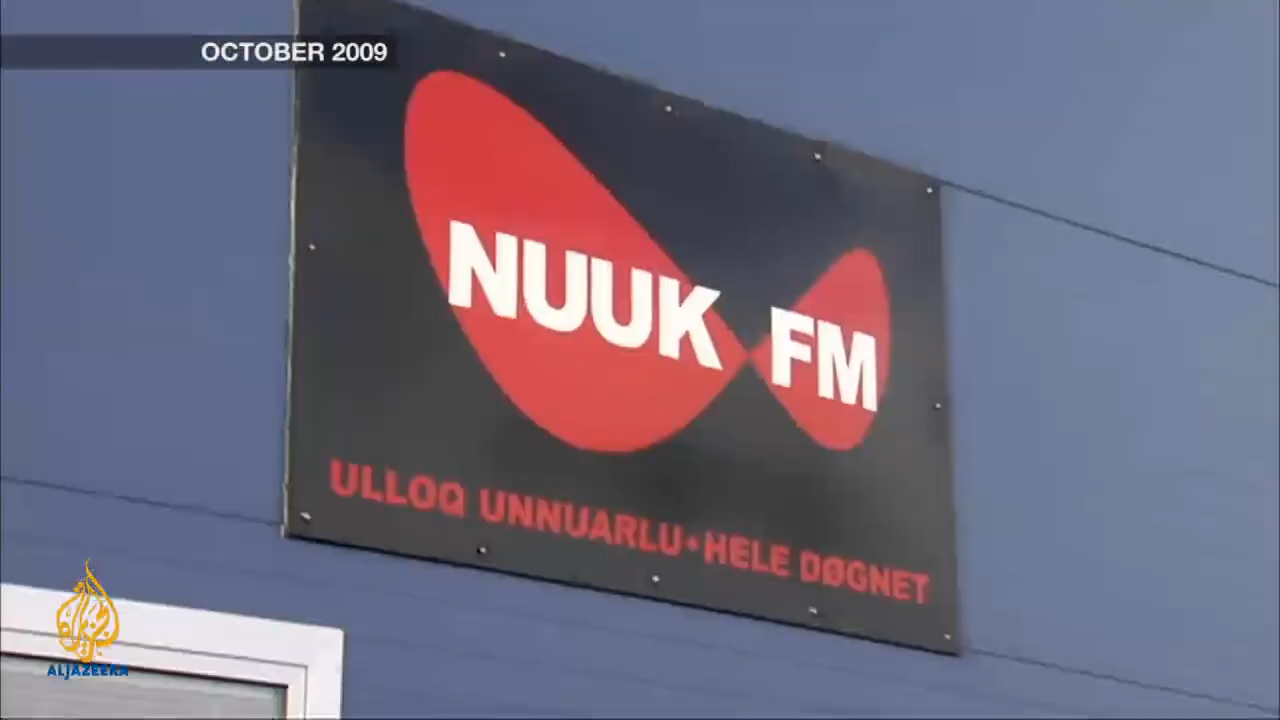 OCTOBER 2009
NUUK FM
ULLOQ UNNUARLU • HELE DØGNET
ALJAZEERA